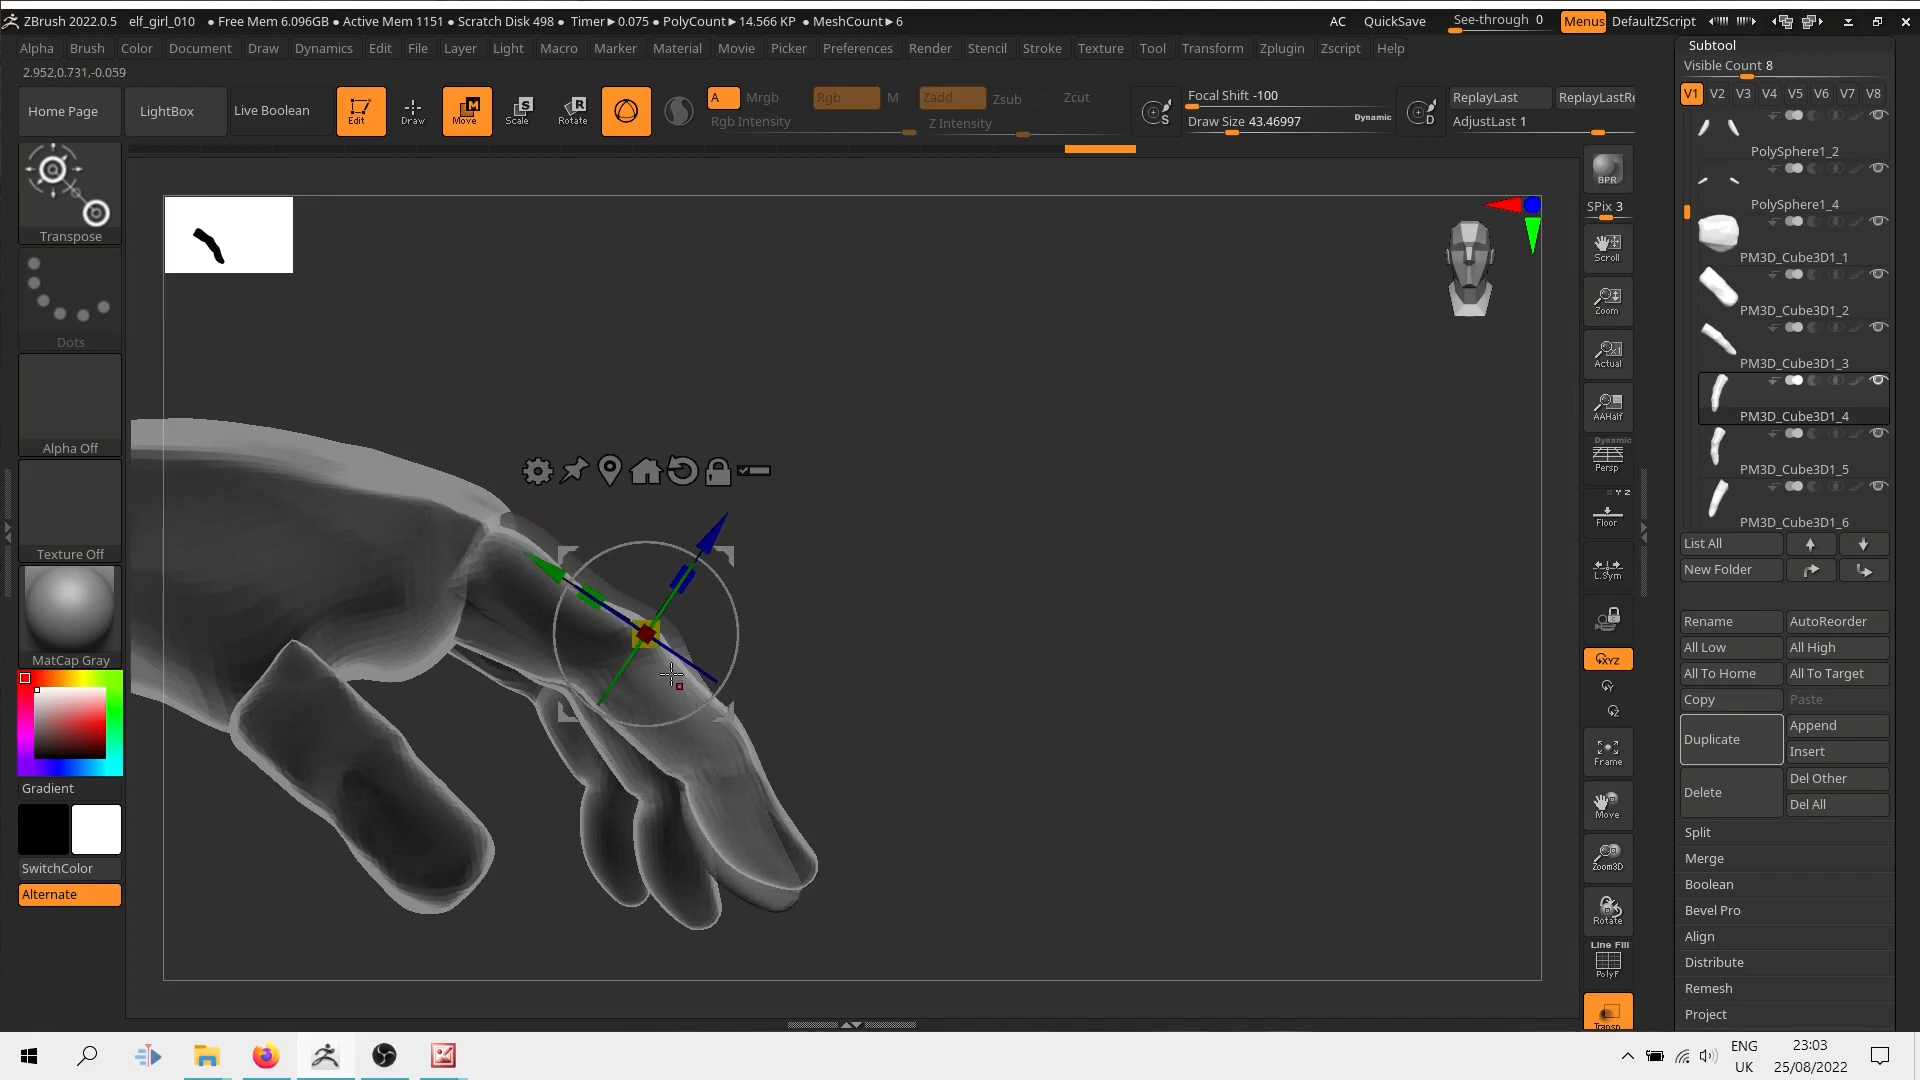 ZBrush 2022.0.5 elf_girl_010 ● Free Mem 6.096GB ● Active Mem 1151 ● Scratch Disk 498 ● Timer►0.075 ● PolyCount►14.566 KP ● MeshCount►6 AC QuickSave See-through 0 Menus DefaultZScript
Alpha Brush Color Document Draw Dynamics Edit File Layer Light Macro Marker Material Movie Picker Preferences Render Stencil Stroke Texture Tool Transform Zplugin Zscript Help
2.952,0.731,-0.059
Home Page LightBox Live Boolean Edit Draw Move Scale Rotate
A Mrgb Rgb M Zadd Zsub Zcut
Rgb Intensity Z Intensity
S Focal Shift -100
Draw Size 43.46997 Dynamic D
ReplayLast ReplayLastRe
AdjustLast 1
Transpose
Dots
Alpha Off
Texture Off
MatCap Gray
Gradient
SwitchColor
Alternate
BPR
SPix 3
Scroll
Zoom
Actual
AAHalf
Dynamic
Persp
X Y Z
Floor
L.Sym
XYZ
Y
Z
Frame
Move
Zoom3D
Rotate
Line Fill
PolyF
Transp
Subtool
Visible Count 8
V1 V2 V3 V4 V5 V6 V7 V8
PolySphere1_2
PolySphere1_4
PM3D_Cube3D1_1
PM3D_Cube3D1_2
PM3D_Cube3D1_3
PM3D_Cube3D1_4
PM3D_Cube3D1_5
PM3D_Cube3D1_6
List All
New Folder
Rename AutoReorder
All Low All High
All To Home All To Target
Copy Paste
Duplicate Append
Insert
Delete Del Other
Del All
Split
Merge
Boolean
Bevel Pro
Align
Distribute
Remesh
Project
ENG 23:03
UK 25/08/2022